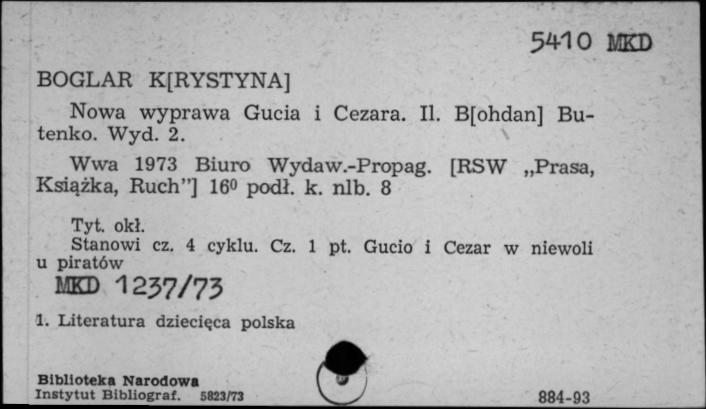 5410 MKD
BOGLAR K[RYSTYNA]
Nowa wyprawa Gucia i Cezara. Il. B[ohdan] Bu-
tenko. Wyd. 2.
Wwa 1973 Biuro Wydaw.-Propag. [RSW „Prasa,
Książka, Ruch”] 16⁰ podł. k. nlb. 8
Tyt. okł.
Stanowi cz. 4 cyklu. Cz. 1 pt. Gucio i Cezar w niewoli
u piratów
MKD 1237/73
1. Literatura dziecięca polska
Biblioteka Narodowa
Instytut Bibliograf. 5823/73
884-93